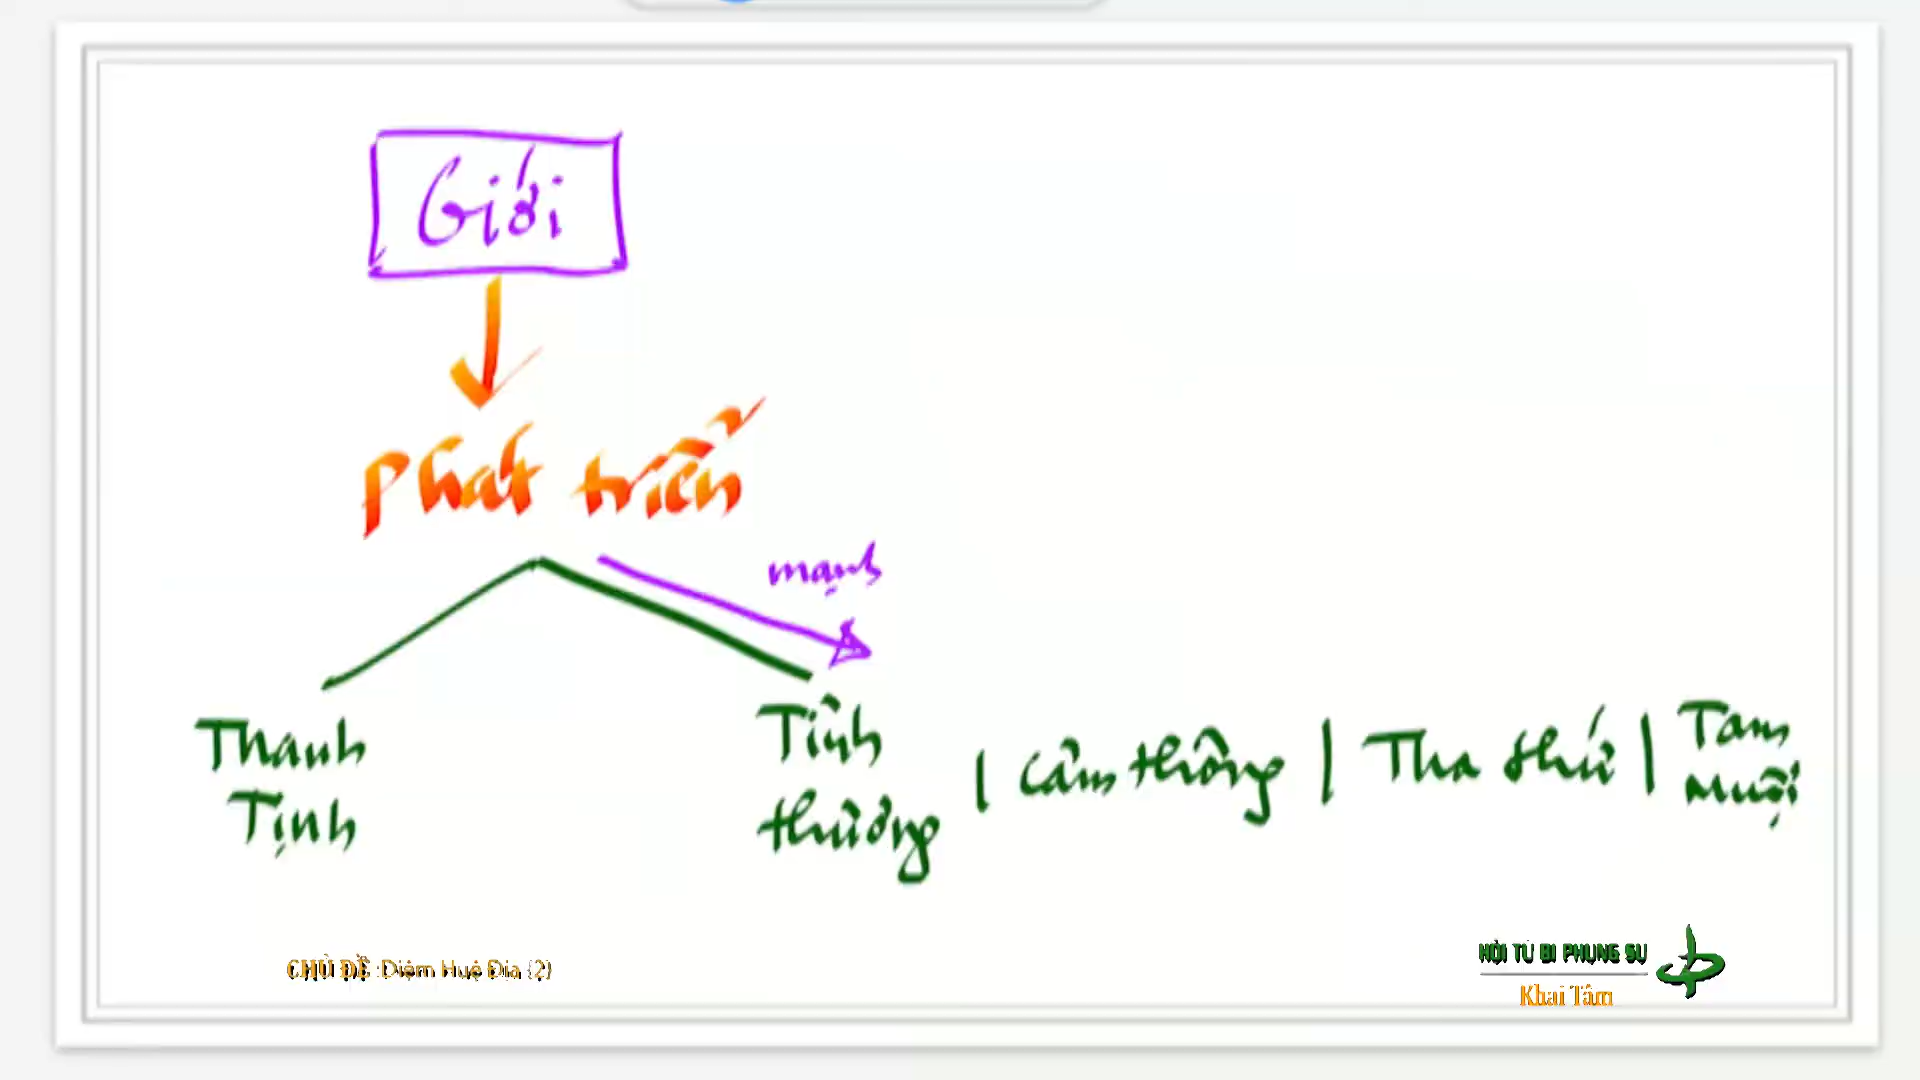 Giới
Phát triển
mạnh
Thanh
Tịnh
Tình
thương
| Cảm thông | Tha thứ |
Tam
Muội
CHỦ ĐỀ : Diệm Huệ Địa (2)
HỘI TỪ BI PHỤNG SỰ
Khai Tâm